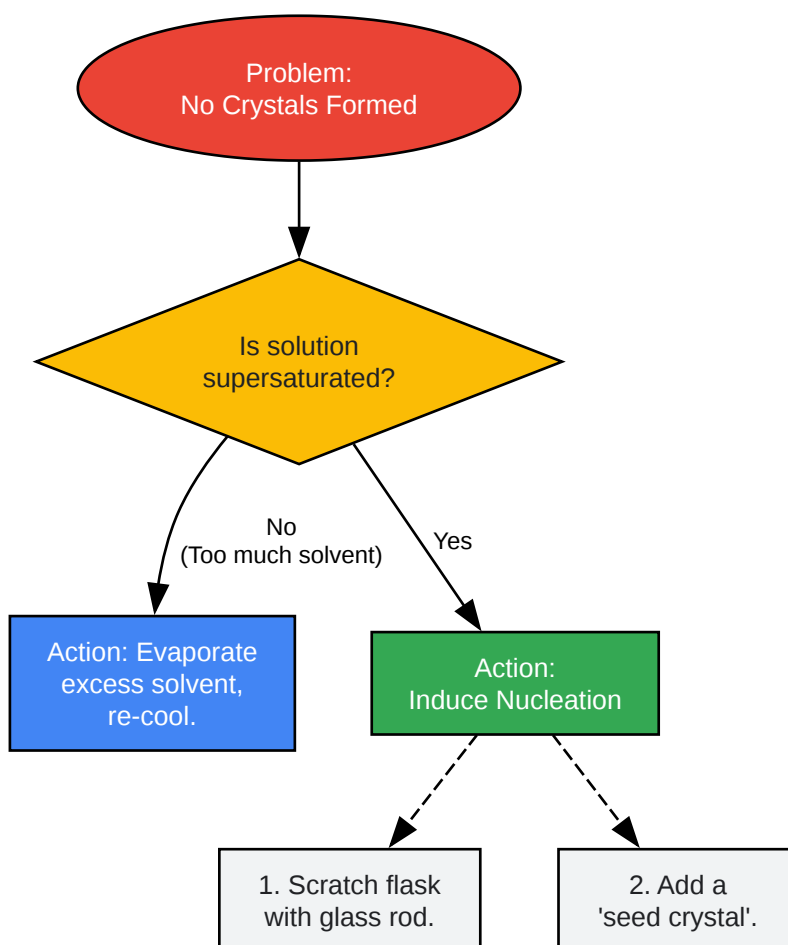 Problem:
No Crystals Formed
Is solution
supersaturated?
No
(Too much solvent)
Yes
Action: Evaporate
excess solvent,
re-cool.
Action:
Induce Nucleation
1. Scratch flask
with glass rod.
2. Add a
'seed crystal'.